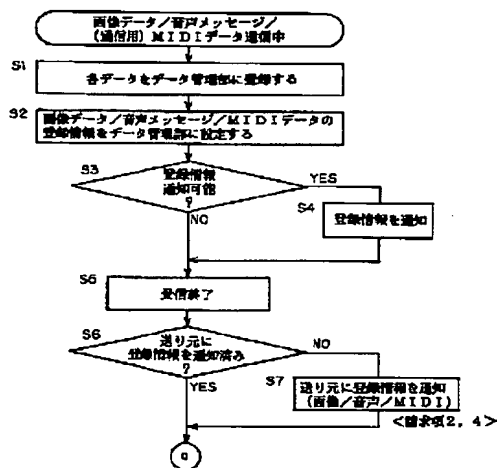 画像データ／音声メッセージ／
（通信用）ＭＩＤＩデータ送信中
S1
各データをデータ管理部に登録する
S2
画像データ／音声メッセージ／ＭＩＤＩデータの
登録情報をデータ管理部に設定する
S3
登録情報
通知可能
？
YES
NO
S4
登録情報を通知
S5
受信終了
S6
送り元に
登録情報を通知済み
？
NO
YES
S7
送り元に登録情報を通知
（画像／音声／ＭＩＤＩ）
＜請求項2，4＞
a